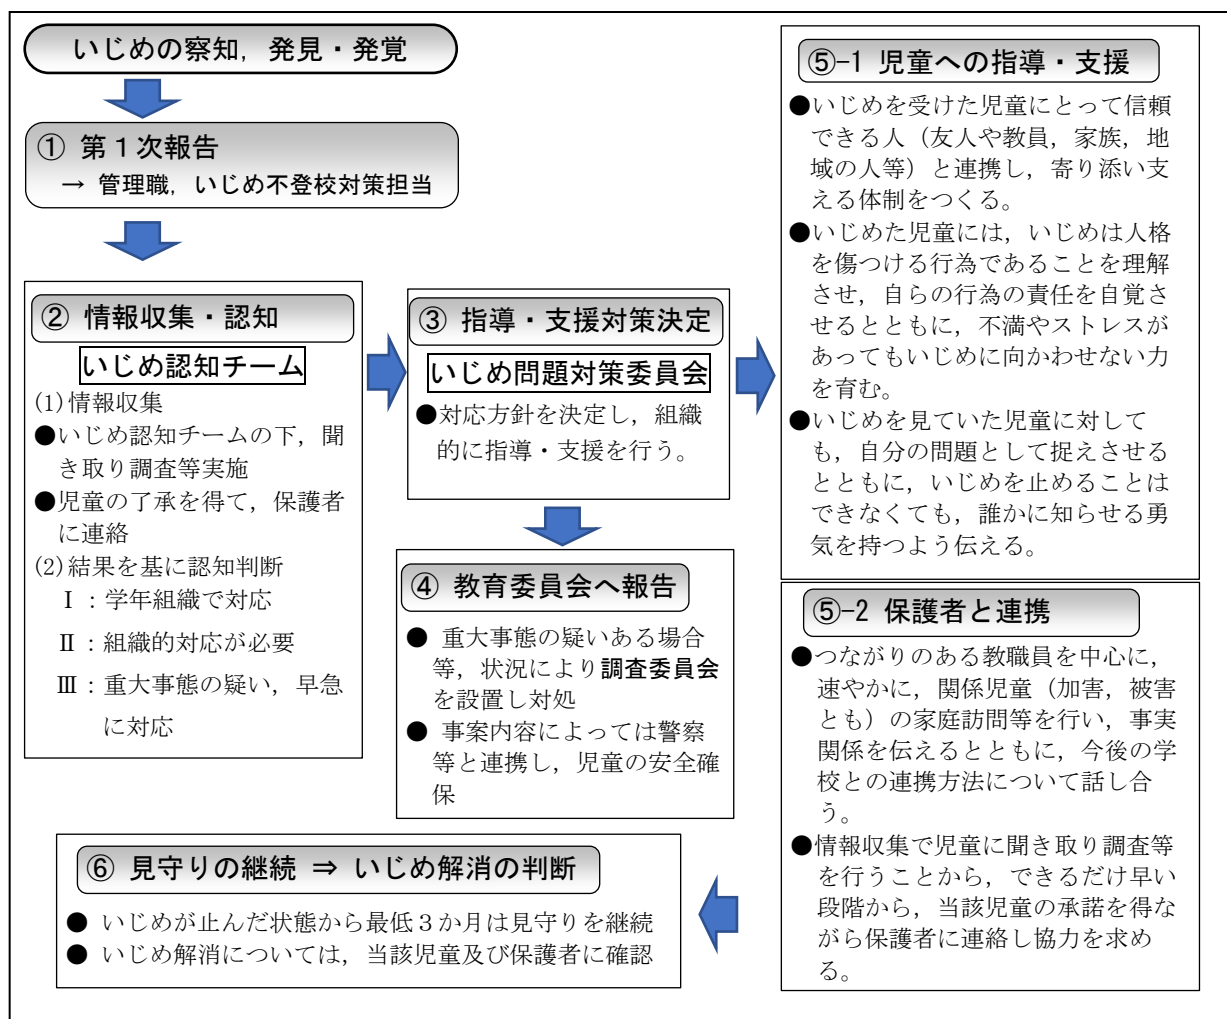 いじめの察知，発見・発覚
① 第１次報告
→ 管理職，いじめ不登校対策担当
② 情報収集・認知
いじめ認知チーム
(1)情報収集
●いじめ認知チームの下，聞
き取り調査等実施
●児童の了承を得て，保護者
に連絡
(2)結果を基に認知判断
Ⅰ：学年組織で対応
Ⅱ：組織的対応が必要
Ⅲ：重大事態の疑い，早急
に対応
③ 指導・支援対策決定
いじめ問題対策委員会
●対応方針を決定し，組織
的に指導・支援を行う。
④ 教育委員会へ報告
● 重大事態の疑いある場合
等，状況により調査委員会
を設置し対処
● 事案内容によっては警察
等と連携し，児童の安全確
保
⑤-1 児童への指導・支援
●いじめを受けた児童にとって信頼
できる人（友人や教員，家族，地
域の人等）と連携し，寄り添い支
える体制をつくる。
●いじめた児童には，いじめは人格
を傷つける行為であることを理解
させ，自らの行為の責任を自覚さ
せるとともに，不満やストレスが
あってもいじめに向かわせない力
を育む。
●いじめを見ていた児童に対して
も，自分の問題として捉えさせる
とともに，いじめを止めることは
できなくても，誰かに知らせる勇
気を持つよう伝える。
⑤-2 保護者と連携
●つながりのある教職員を中心に，
速やかに，関係児童（加害，被害
とも）の家庭訪問等を行い，事実
関係を伝えるとともに，今後の学
校との連携方法について話し合
う。
●情報収集で児童に聞き取り調査等
を行うことから，できるだけ早い
段階から，当該児童の承諾を得な
がら保護者に連絡し協力を求め
る。
⑥ 見守りの継続 ⇒ いじめ解消の判断
● いじめが止んだ状態から最低３か月は見守りを継続
● いじめ解消については，当該児童及び保護者に確認